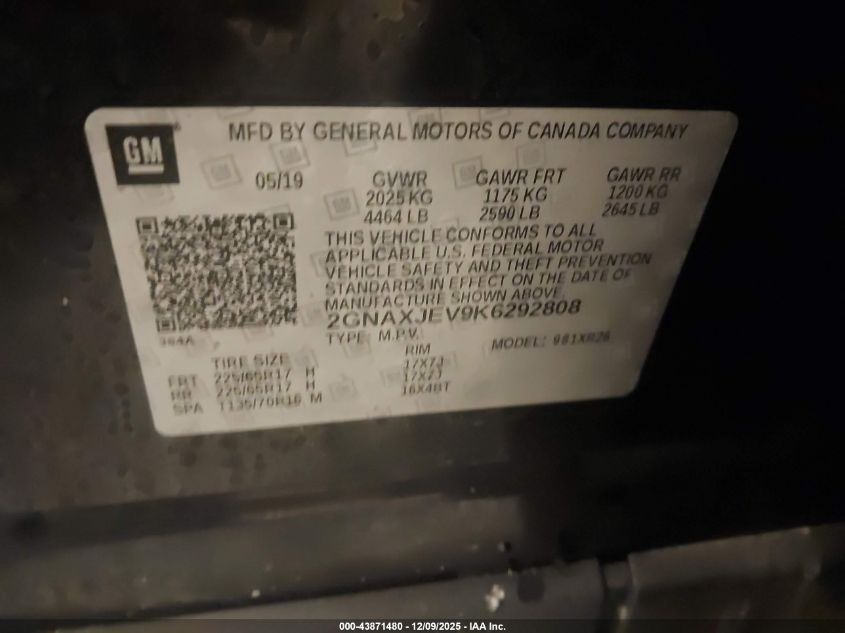 GM
MFD BY GENERAL MOTORS OF CANADA COMPANY
05/19 GVWR GAWR FRT GAWR RR
2025 KG 1175 KG 1200 KG
4464 LB 2590 LB 2645 LB
THIS VEHICLE CONFORMS TO ALL
APPLICABLE U.S. FEDERAL MOTOR
VEHICLE SAFETY AND THEFT PREVENTION
STANDARDS IN EFFECT ON THE DATE OF
MANUFACTURE SHOWN ABOVE.
2GNAXJEV9K6292808
TYPE: M.P.V. MODEL:
TIRE SIZE RIM
FRT 225/65R17 H 17X7J
RR 225/65R17 H 17X7J
SPA T135/70R16 M 16X4BT
000-43871480 - 12/09/2025 - IAA Inc.